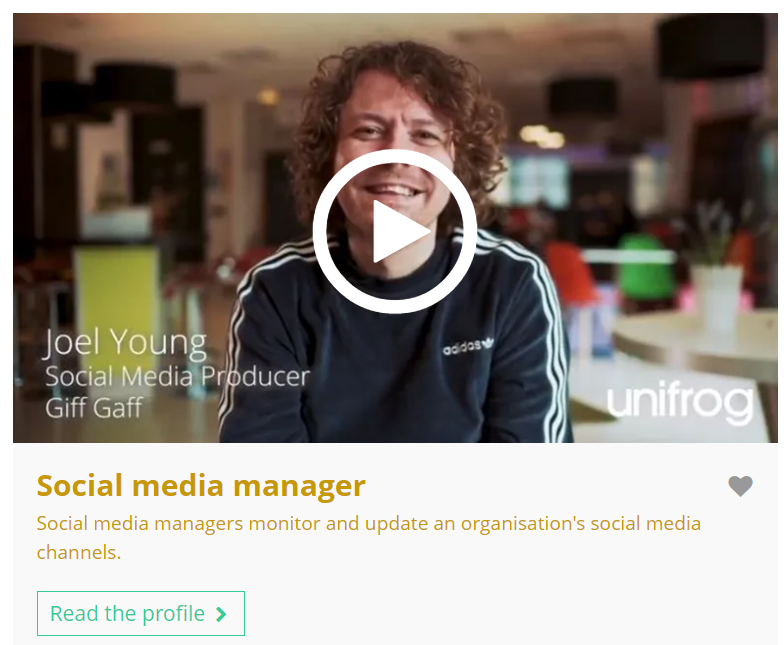 adidas
Joel Young
Social Media Producer
Giff Gaff
unifrog
Social media manager
Social media managers monitor and update an organisation's social media
channels.
Read the profile